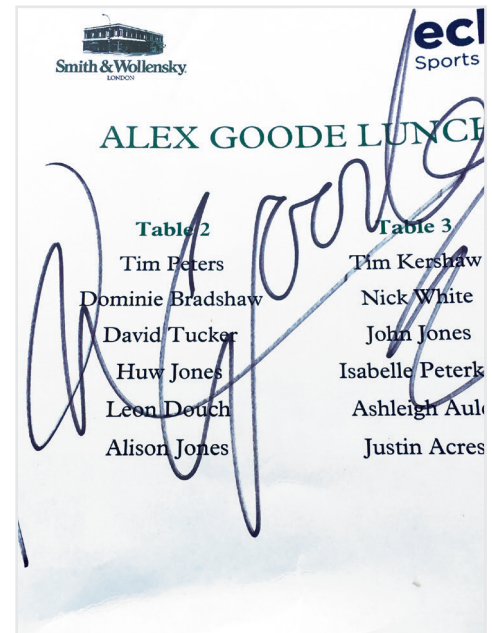 Smith & Wollensky
LONDON
ecl
Sports
ALEX GOODE LUNCH
Table 2
Tim Peters
Dominie Bradshaw
David Tucker
Huw Jones
Leon Douch
Alison Jones
Table 3
Tim Kershaw
Nick White
John Jones
Isabelle Peterk
Ashleigh Aul
Justin Acres